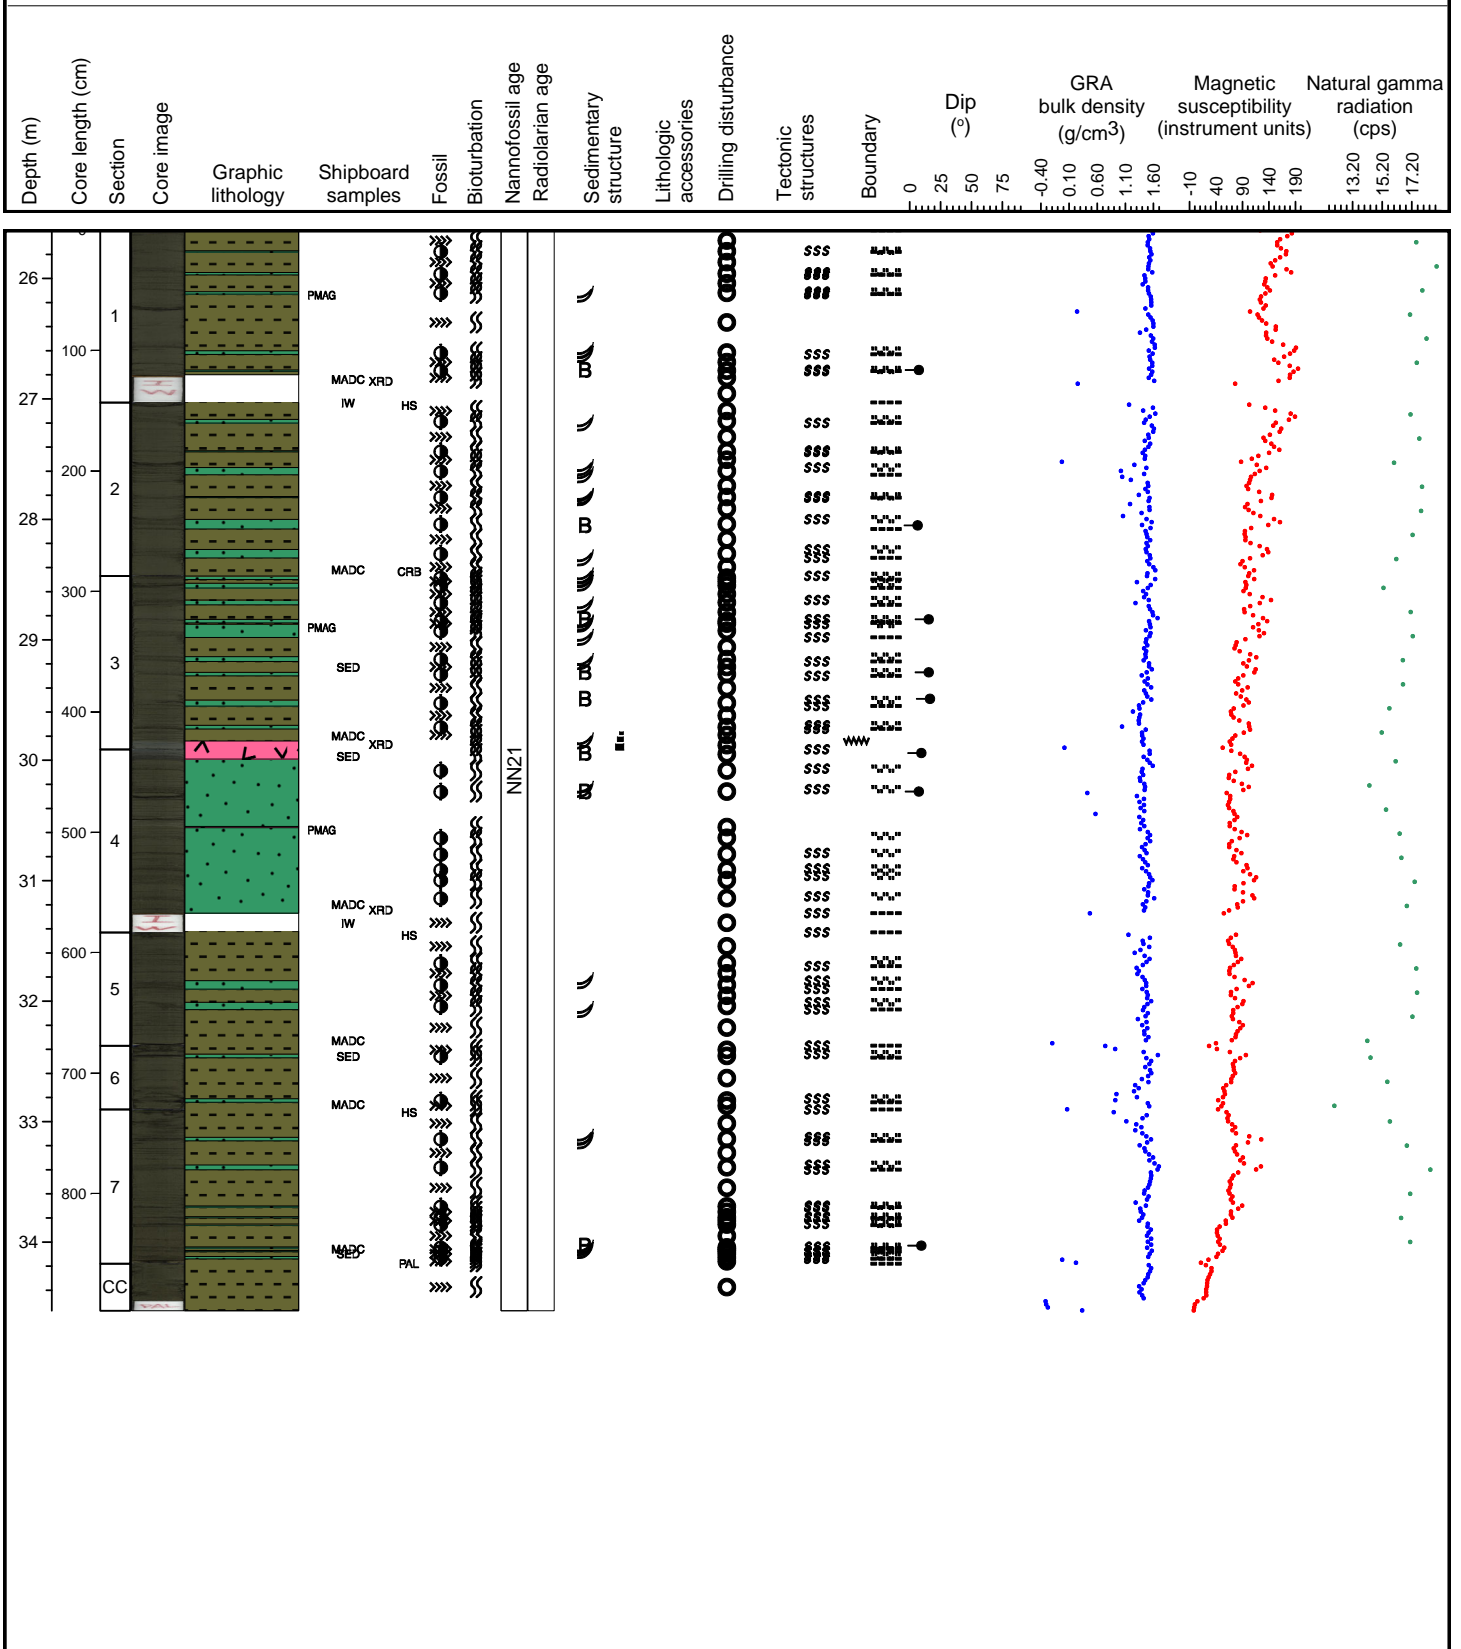 Depth (m)
Core length (cm)
Section
Core image
Graphic
lithology
Shipboard
samples
Fossil
Bioturbation
Nannofossil age
Radiolarian age
Sedimentary
structure
Lithologic
accessories
Drilling disturbance
Tectonic
structures
Boundary
Dip
(o)
0 25 50 75
GRA
bulk density
(g/cm3)
-0.40 0.10 0.60 1.10 1.60
Magnetic
susceptibility
(instrument units)
-10 40 90 140 190
Natural gamma
radiation
(cps)
13.20 15.20 17.20
26
PMAG
1
100
B
MADC XRD
27
IW HS
200
2
28
B
MADC CRB
300
PMAG
29
3
SED
B
B
400
MADC
XRD
30
SED
B
NN21
B
500
PMAG
4
31
MADC
XRD
IW
HS
600
5
32
MADC
SED
6
700
MADC
HS
33
7
800
34
MADC
SED
PAL
CC